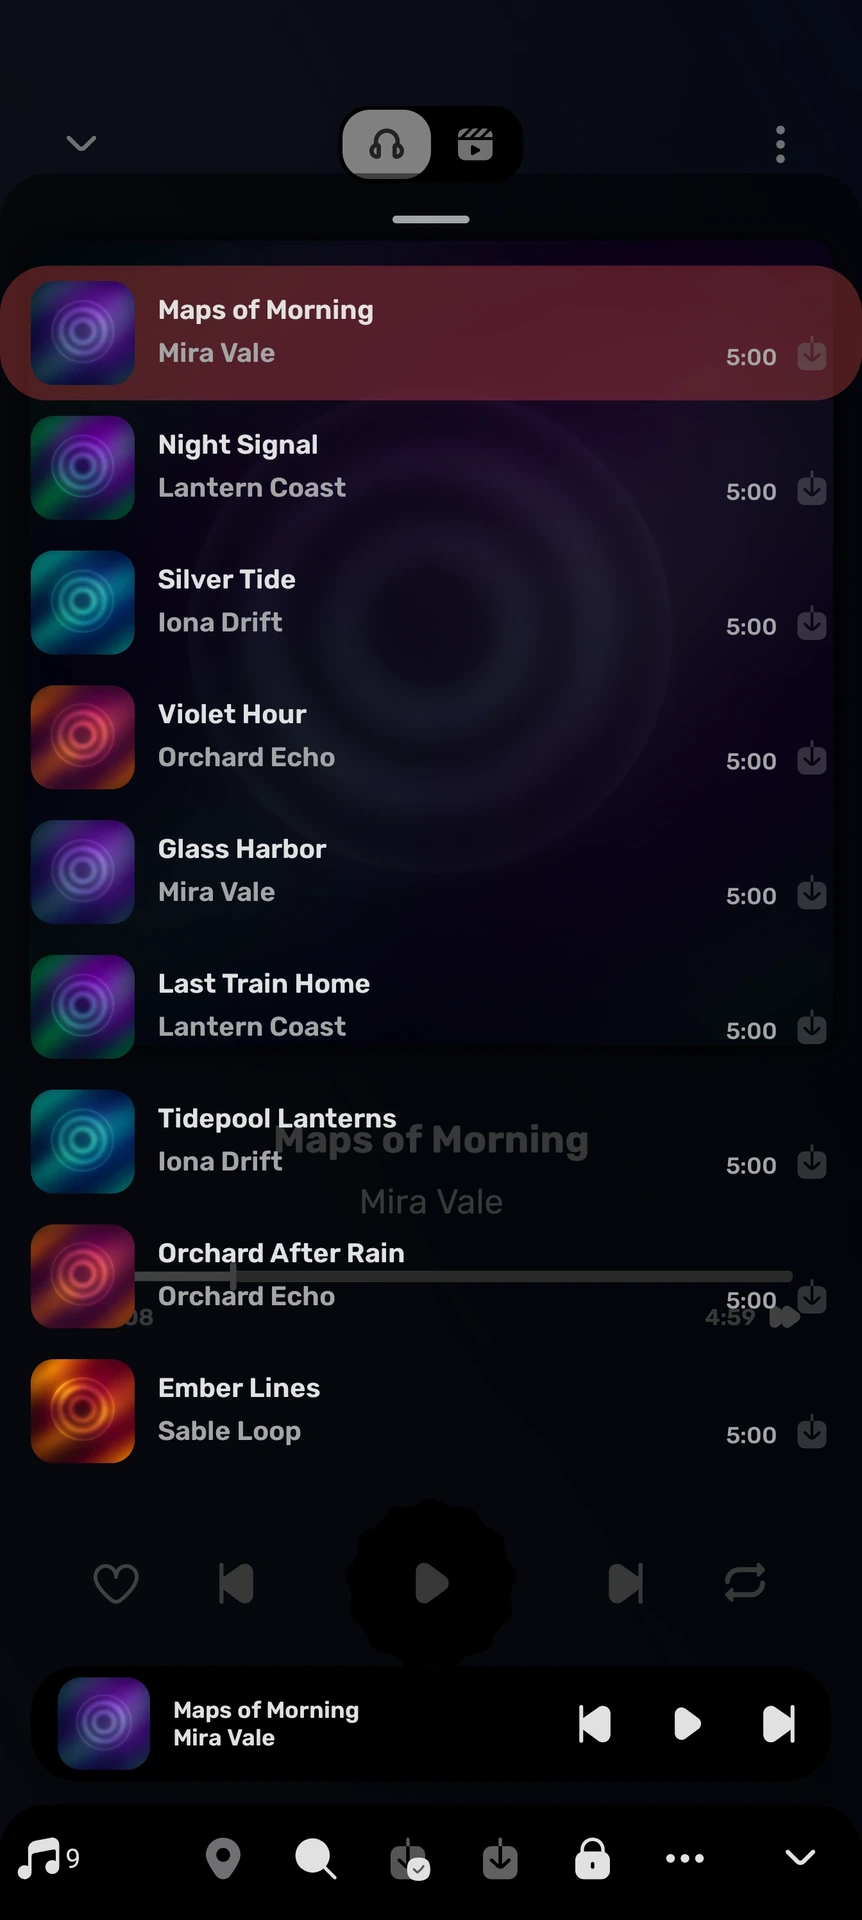 Maps of Morning
Mira Vale
5:00
Night Signal
Lantern Coast
5:00
Silver Tide
Iona Drift
5:00
Violet Hour
Orchard Echo
5:00
Glass Harbor
Mira Vale
5:00
Last Train Home
Lantern Coast
5:00
Tidepool Lanterns
Maps of Morning
Iona Drift
5:00
Mira Vale
Orchard After Rain
Orchard Echo
5:00
08
4:59
Ember Lines
Sable Loop
5:00
Maps of Morning
Mira Vale
9